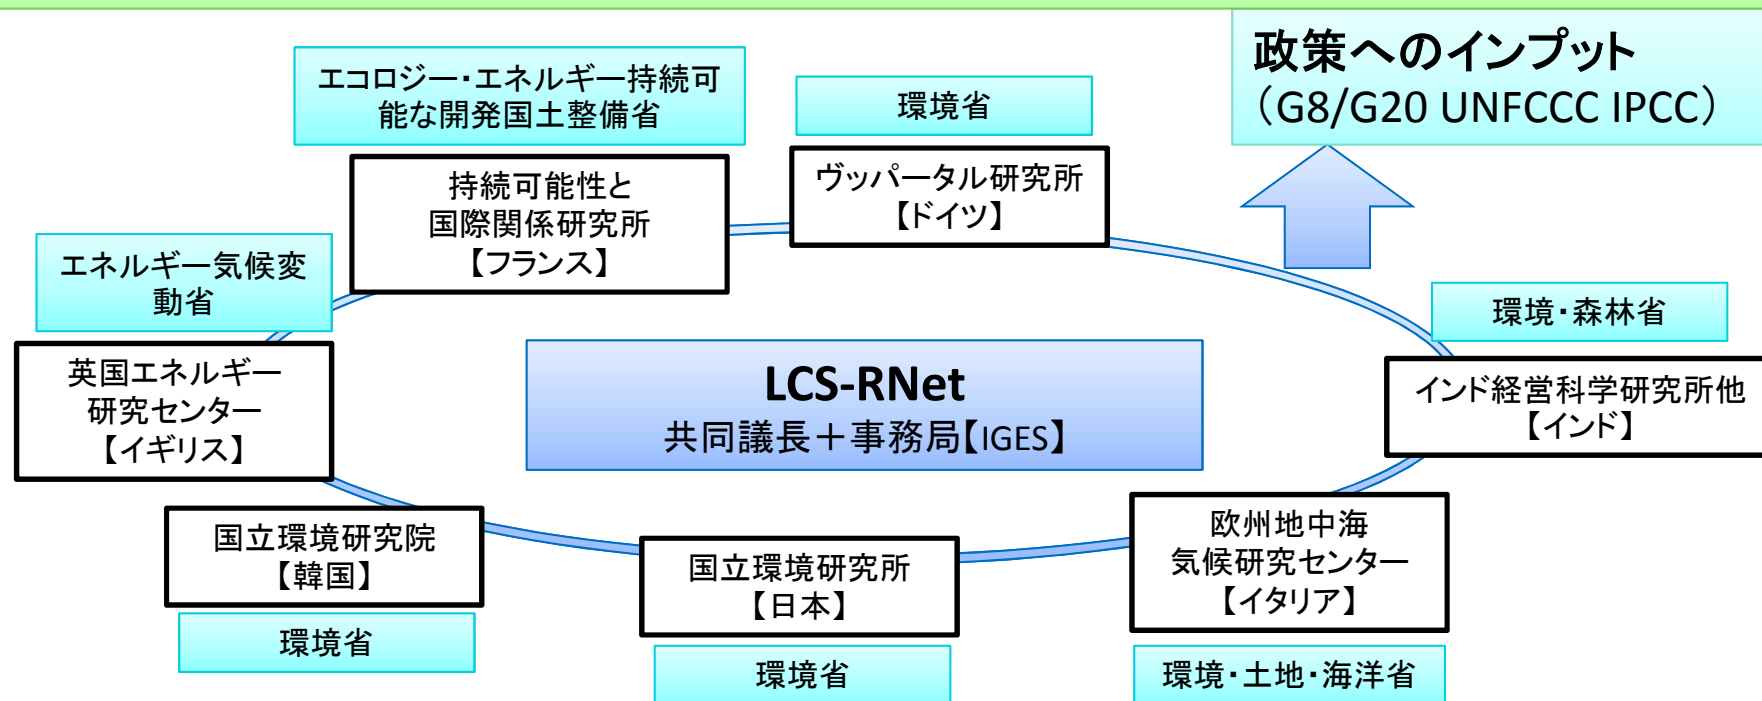 政策へのインプット
（G8/G20 UNFCCC IPCC）
エコロジー・エネルギー持続可
能な開発国土整備省
環境省
持続可能性と
国際関係研究所
【フランス】
ヴッパータル研究所
【ドイツ】
エネルギー気候変
動省
環境・森林省
英国エネルギー
研究センター
【イギリス】
LCS-RNet
共同議長＋事務局【IGES】
インド経営科学研究所他
【インド】
国立環境研究院
【韓国】
国立環境研究所
【日本】
欧州地中海
気候研究センター
【イタリア】
環境省
環境省
環境・土地・海洋省